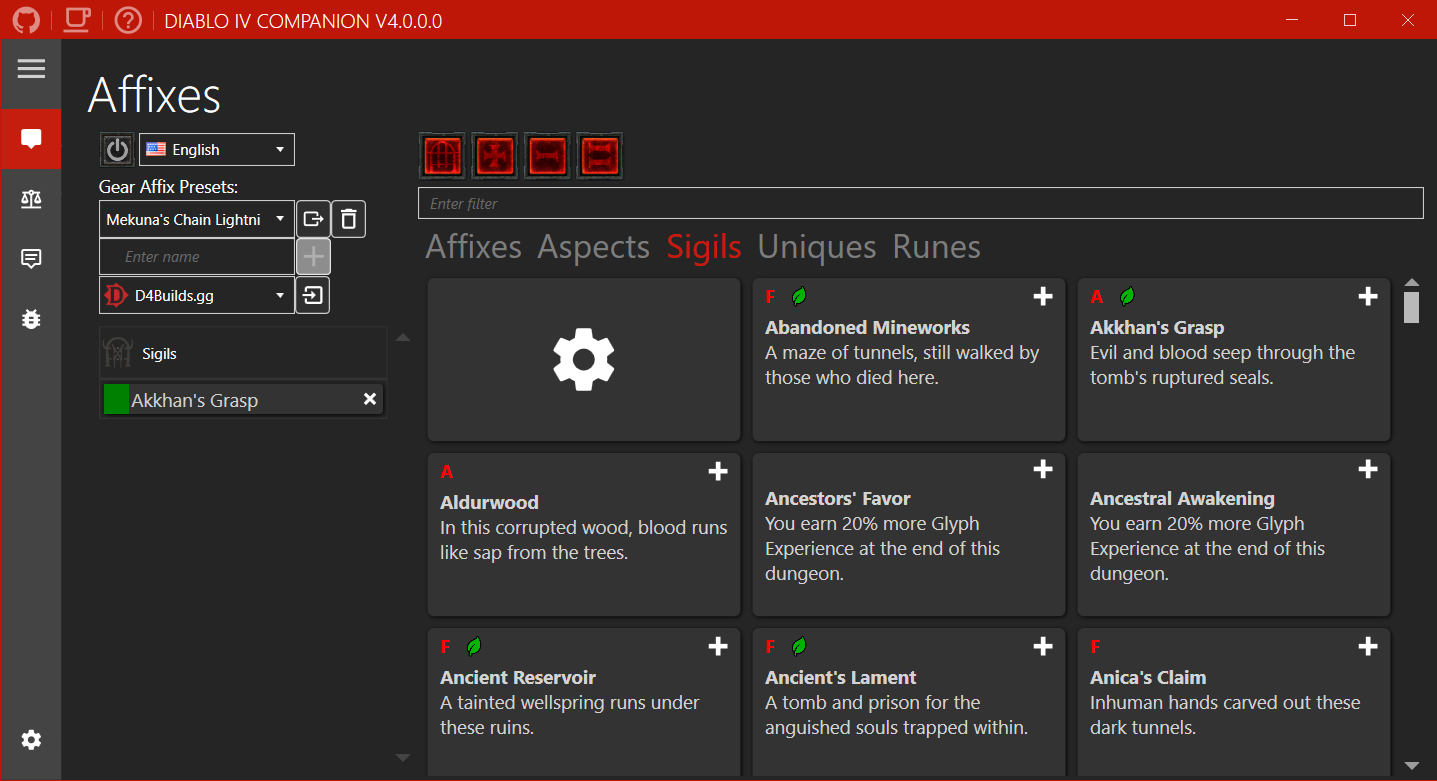 DIABLO IV COMPANION V4.0.0.0
Affixes
English
Gear Affix Presets:
Mekuna's Chain Lightni
Enter name
D4Builds.gg
Sigils
Akkhan's Grasp
Enter filter
Affixes Aspects Sigils Uniques Runes
F
Abandoned Mineworks
A maze of tunnels, still walked by
those who died here.
A
Akkhan's Grasp
Evil and blood seep through the
tomb's ruptured seals.
A
Aldurwood
In this corrupted wood, blood runs
like sap from the trees.
Ancestors' Favor
You earn 20% more Glyph
Experience at the end of this
dungeon.
Ancestral Awakening
You earn 20% more Glyph
Experience at the end of this
dungeon.
F
Ancient Reservoir
A tainted wellspring runs under
these ruins.
F
Ancient's Lament
A tomb and prison for the
anguished souls trapped within.
F
Anica's Claim
Inhuman hands carved out these
dark tunnels.